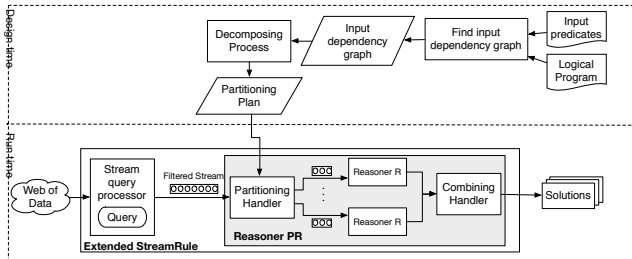 Design-time
Decomposing
Process
Input
dependency
graph
Find input
dependency graph
Input
predicates
Logical
Program
Partitioning
Plan
Run-time
Web of
Data
Stream
query
processor
Query
Filtered Stream
Partitioning
Handler
Reasoner R
Reasoner R
Combining
Handler
Solutions
Extended StreamRule
Reasoner PR